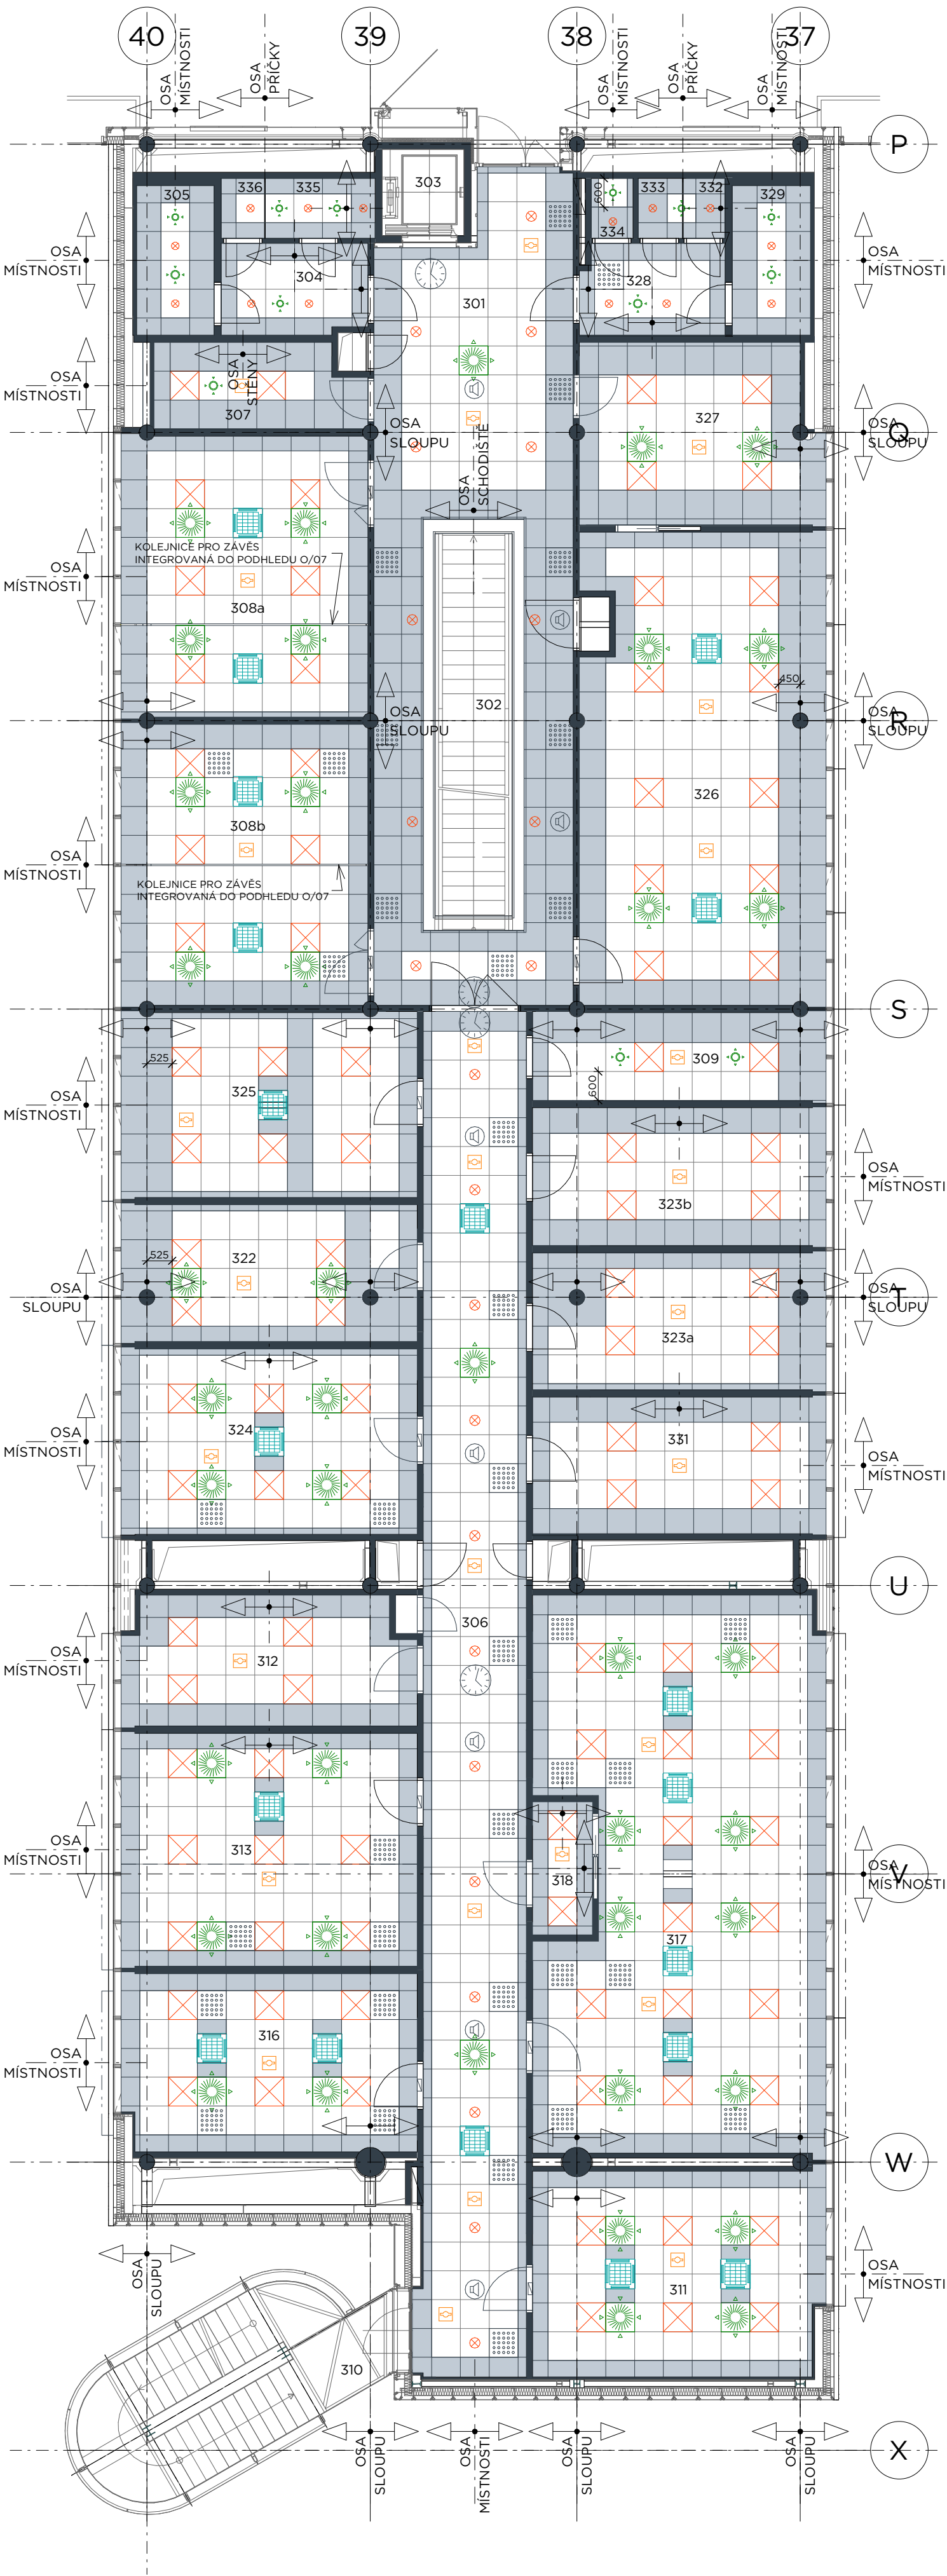 40
39
38
37
OSA
MÍSTNOSTI
OSA
PŘÍČKY
OSA
MÍSTNOSTI
OSA
PŘÍČKY
OSA
MÍSTNOSTI
P
303
305
336
335
600
333
332
329
334
OSA
MÍSTNOSTI
OSA
MÍSTNOSTI
304
328
301
OSA
MÍSTNOSTI
OSA
STĚNY
307
327
OSA
SLOUPU
OSA
SLOUPU
Q
OSA
SCHODIŠTĚ
KOLEJNICE PRO ZÁVĚS
INTEGROVANÁ DO PODHLEDU O/07
OSA
MÍSTNOSTI
308a
450
302
OSA
SLOUPU
OSA
SLOUPU
R
326
308b
OSA
MÍSTNOSTI
KOLEJNICE PRO ZÁVĚS
INTEGROVANÁ DO PODHLEDU O/07
S
525
309
600
325
OSA
MÍSTNOSTI
OSA
MÍSTNOSTI
323b
525
322
OSA
SLOUPU
OSA
SLOUPU
T
323a
324
331
OSA
MÍSTNOSTI
OSA
MÍSTNOSTI
U
306
312
OSA
MÍSTNOSTI
313
OSA
MÍSTNOSTI
318
OSA
MÍSTNOSTI
V
317
316
OSA
MÍSTNOSTI
W
OSA
SLOUPU
311
OSA
MÍSTNOSTI
310
OSA
SLOUPU
OSA
MÍSTNOSTI
OSA
SLOUPU
OSA
SLOUPU
X